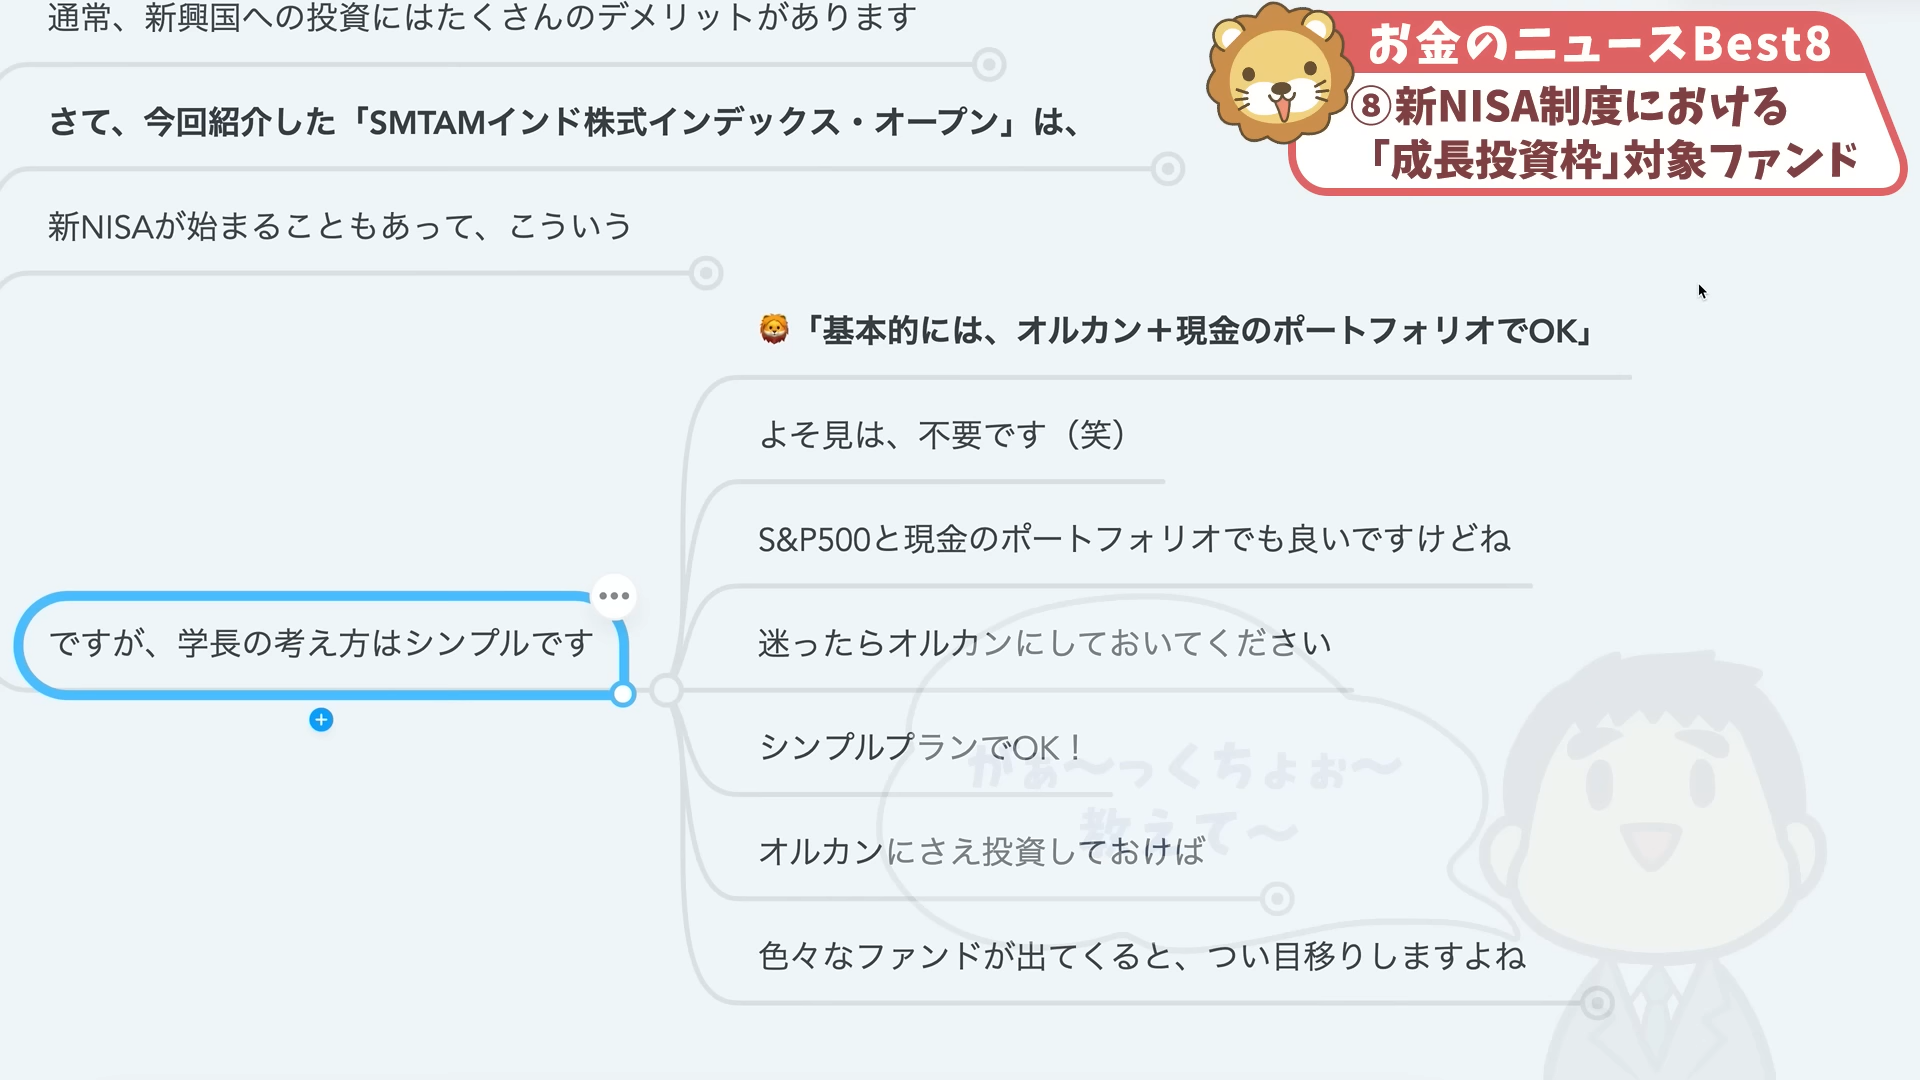 通常、新興国への投資にはたくさんのデメリットがあります
お金のニュースBest8
⑧新NISA制度における
「成長投資枠」対象ファンド
さて、今回紹介した「SMTAMインド株式インデックス・オープン」は、
新NISAが始まることもあって、こういう
「基本的には、オルカン＋現金のポートフォリオでOK」
よそ見は、不要です（笑）
S&P500と現金のポートフォリオでも良いですけどね
ですが、学長の考え方はシンプルです
迷ったらオルカンにしておいてください
シンプルプランでOK！
がぁ〜っくちょぉ〜
教えて〜
オルカンにさえ投資しておけば
色々なファンドが出てくると、つい目移りしますよね